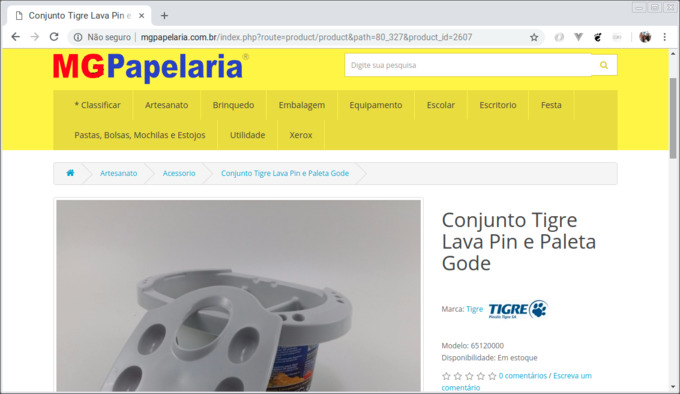 Conjunto Tigre Lava Pin e
Não seguro
mgpapelaria.com.br/index.php?route=product/product&path=80_327&product_id=2607
MGPapelaria®
Digite sua pesquisa
* Classificar
Artesanato
Brinquedo
Embalagem
Equipamento
Escolar
Escritorio
Festa
Pastas, Bolsas, Mochilas e Estojos
Utilidade
Xerox
Artesanato
Acessorio
Conjunto Tigre Lava Pin e Paleta Gode
Conjunto Tigre
Lava Pin e Paleta
Gode
Marca: Tigre
TIGRE
Pincéis Tigre SA
Modelo: 65120000
Disponibilidade: Em estoque
0 comentários / Escreva um
comentário